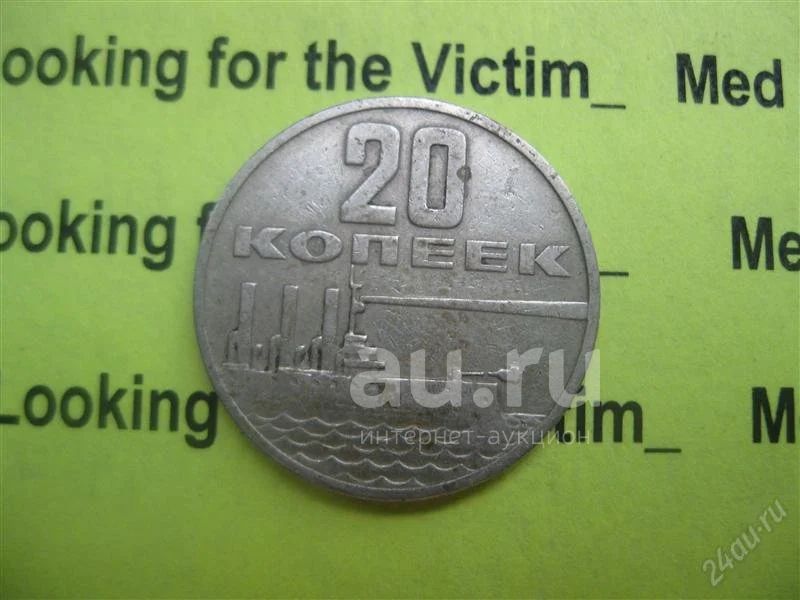 ooking for the Victim_ Med
20
ooking f Me
КОПЕЕК
au.ru
Looking im_ M
интернет-аукцион
24au.ru